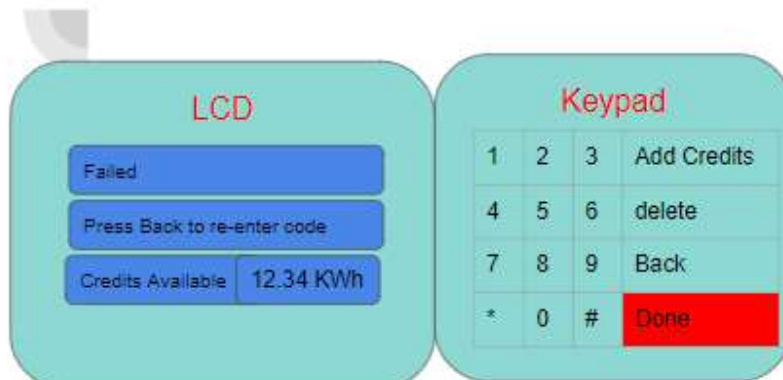 LCD
Failed
Press Back to re-enter code
Credits Available 12.34 KWh
Keypad
1 2 3 Add Credits
4 5 6 delete
7 8 9 Back
* 0 # Done